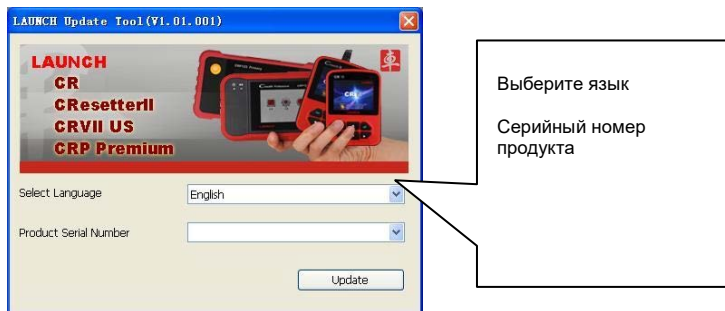 LAUNCH Update Tool(V1.01.001)
LAUNCH
CR
CResetterII
CRVII US
CRP Premium
Select Language
English
Product Serial Number
Update
Выберите язык
Серийный номер
продукта